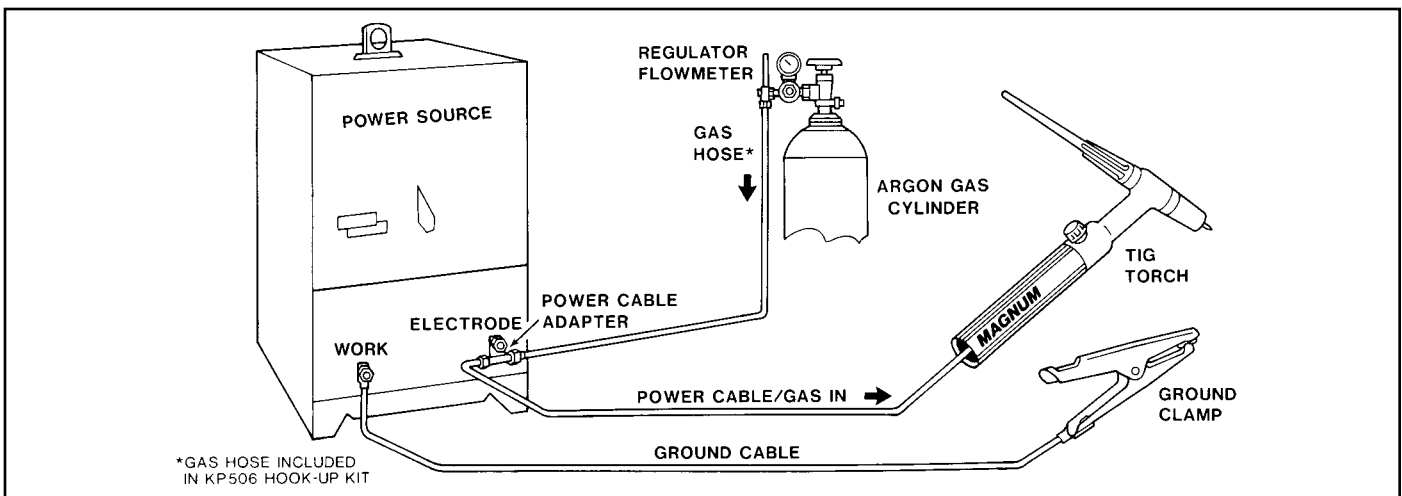 REGULATOR
FLOWMETER
POWER SOURCE
GAS
HOSE*
ARGON GAS
CYLINDER
TIG
TORCH
MAGNUM
POWER CABLE
ADAPTER
ELECTRODE
WORK
POWER CABLE/GAS IN
GROUND
CLAMP
GROUND CABLE
*GAS HOSE INCLUDED
IN KP506 HOOK-UP KIT